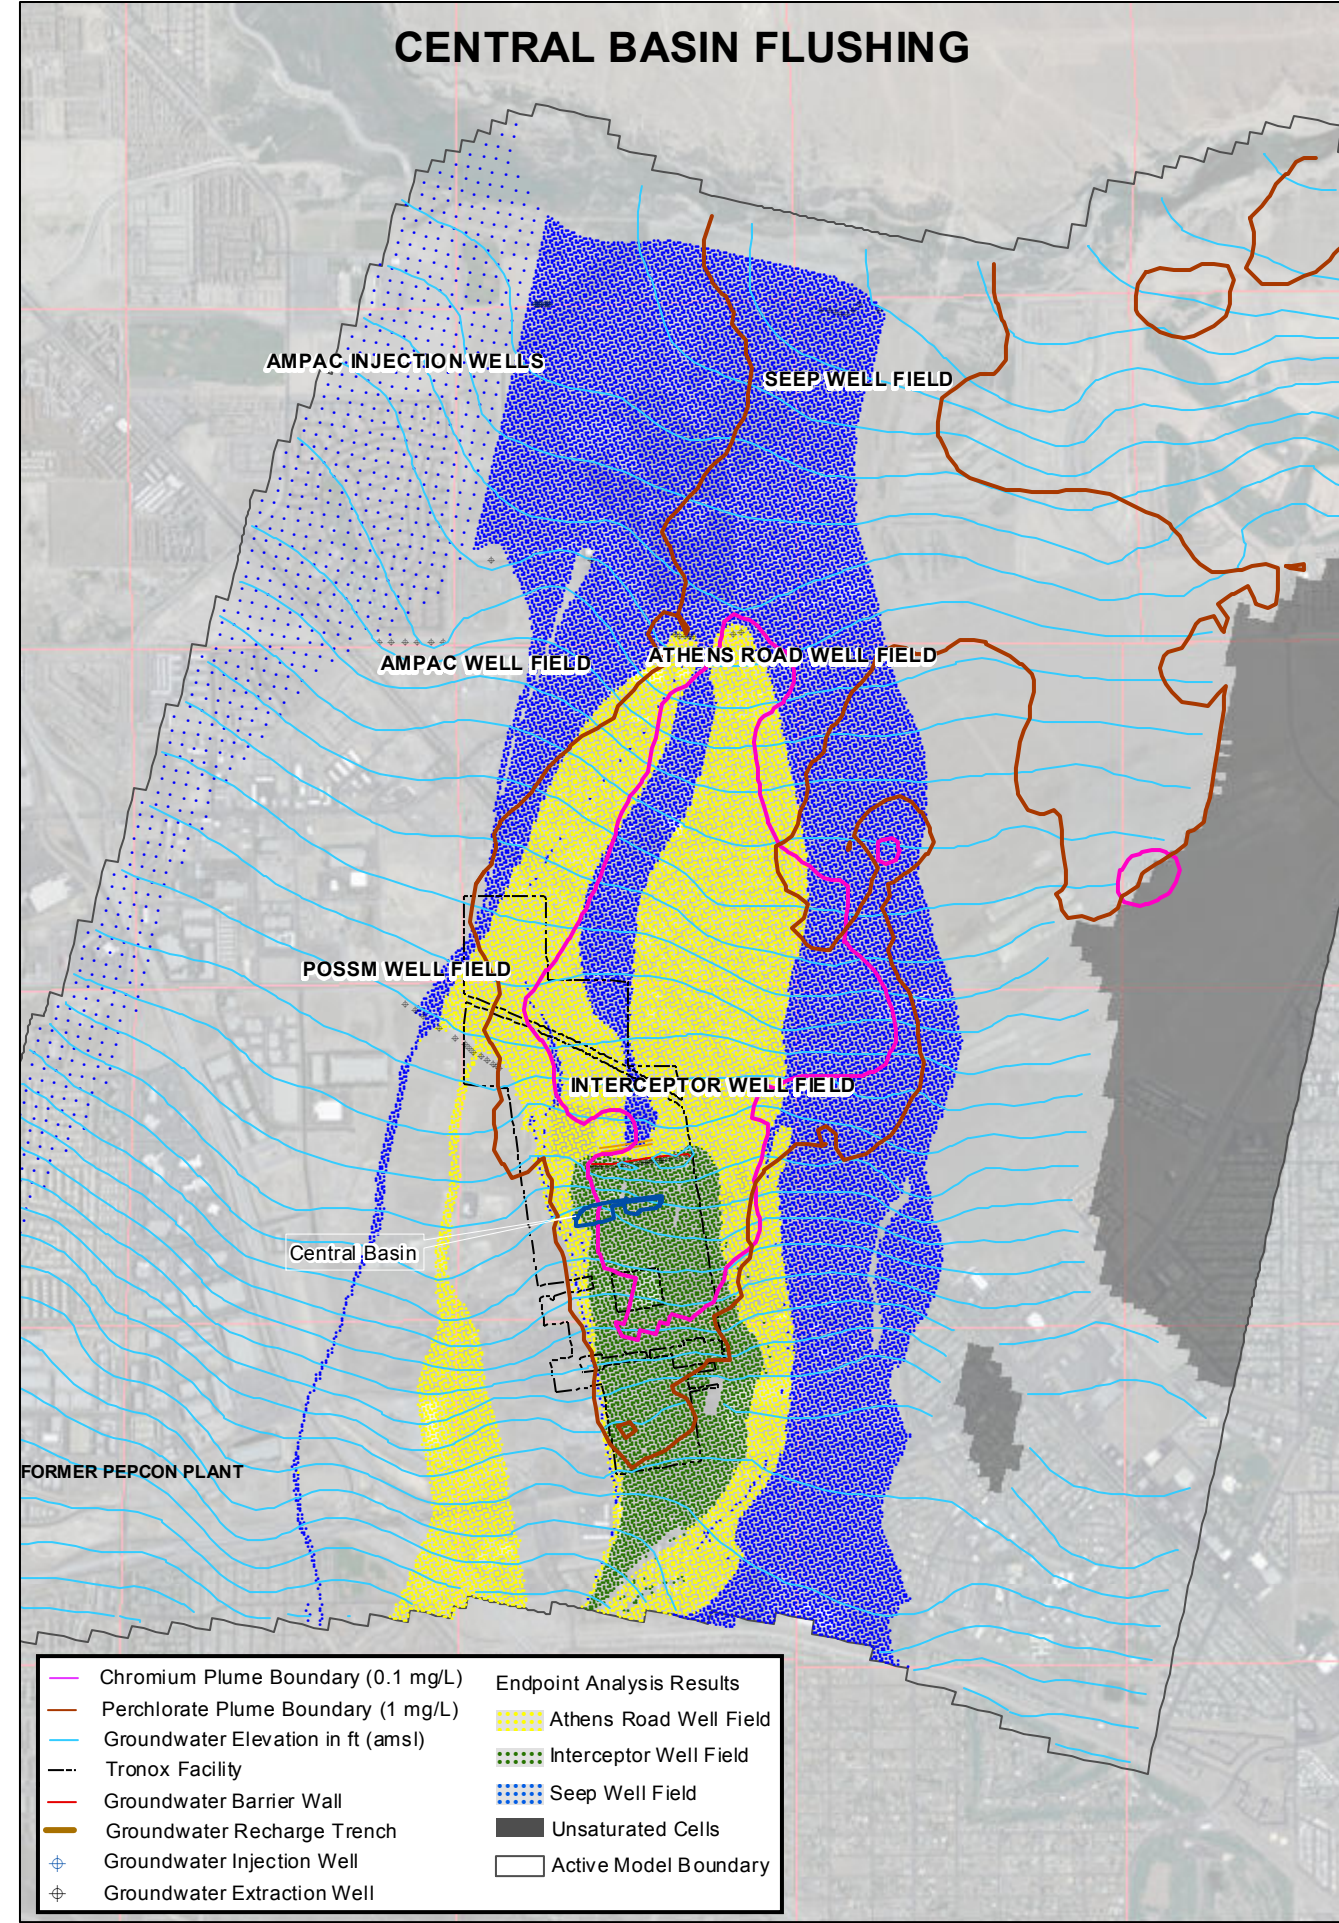 CENTRAL BASIN FLUSHING
AMPAC INJECTION WELLS
SEEP WELL FIELD
ATHENS ROAD WELL FIELD
AMPAC WELL FIELD
POSSM WELL FIELD
INTERCEPTOR WELL FIELD
Central Basin
FORMER PEPCON PLANT
Chromium Plume Boundary (0.1 mg/L)
Perchlorate Plume Boundary (1 mg/L)
Groundwater Elevation in ft (amsl)
Tronox Facility
Groundwater Barrier Wall
Groundwater Recharge Trench
Groundwater Injection Well
Groundwater Extraction Well
Endpoint Analysis Results
Athens Road Well Field
Interceptor Well Field
Seep Well Field
Unsaturated Cells
Active Model Boundary